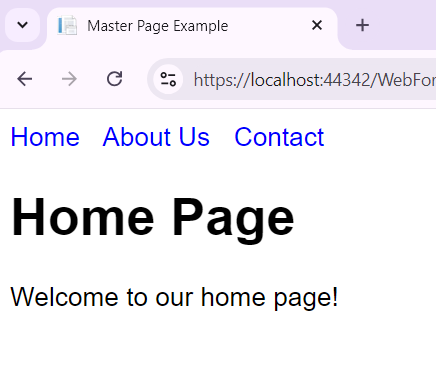 Master Page Example
https://localhost:44342/WebFor
Home About Us Contact
Home Page
Welcome to our home page!